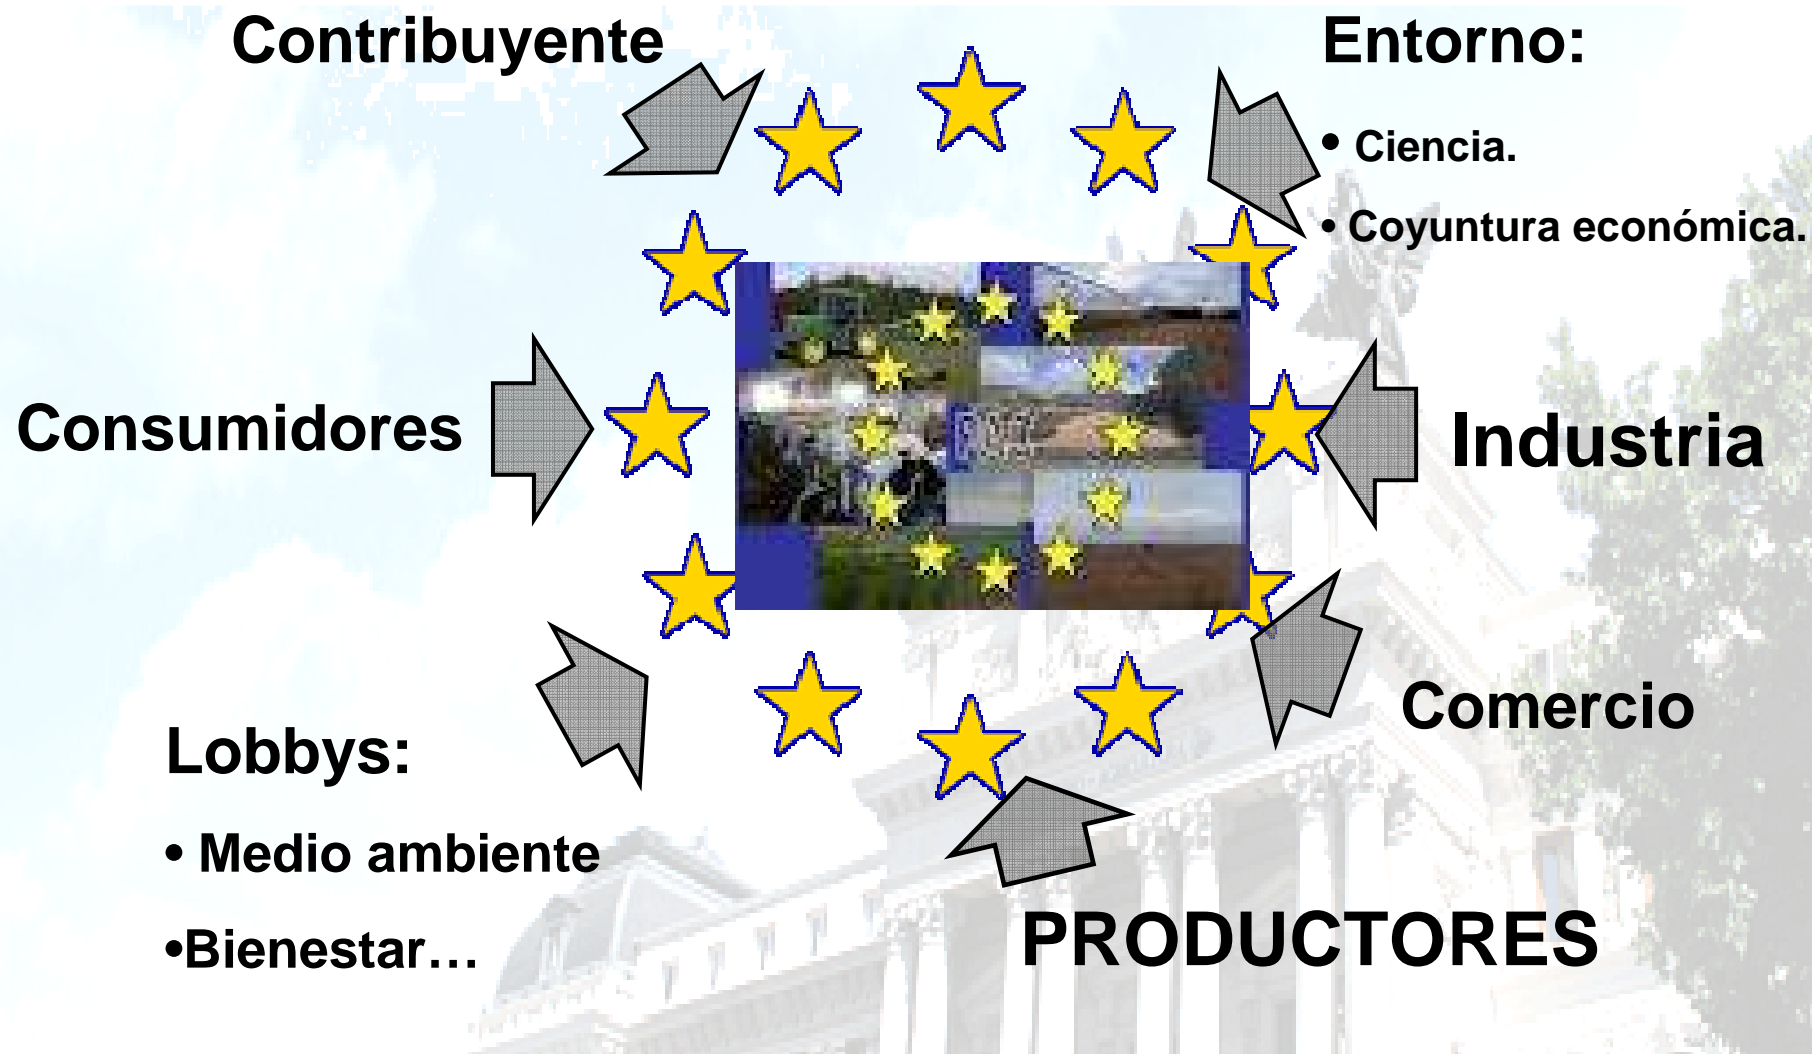 Contribuyente
Entorno:
• Ciencia.
• Coyuntura económica.
Consumidores
Industria
Comercio
Lobbys:
• Medio ambiente
•Bienestar…
PRODUCTORES